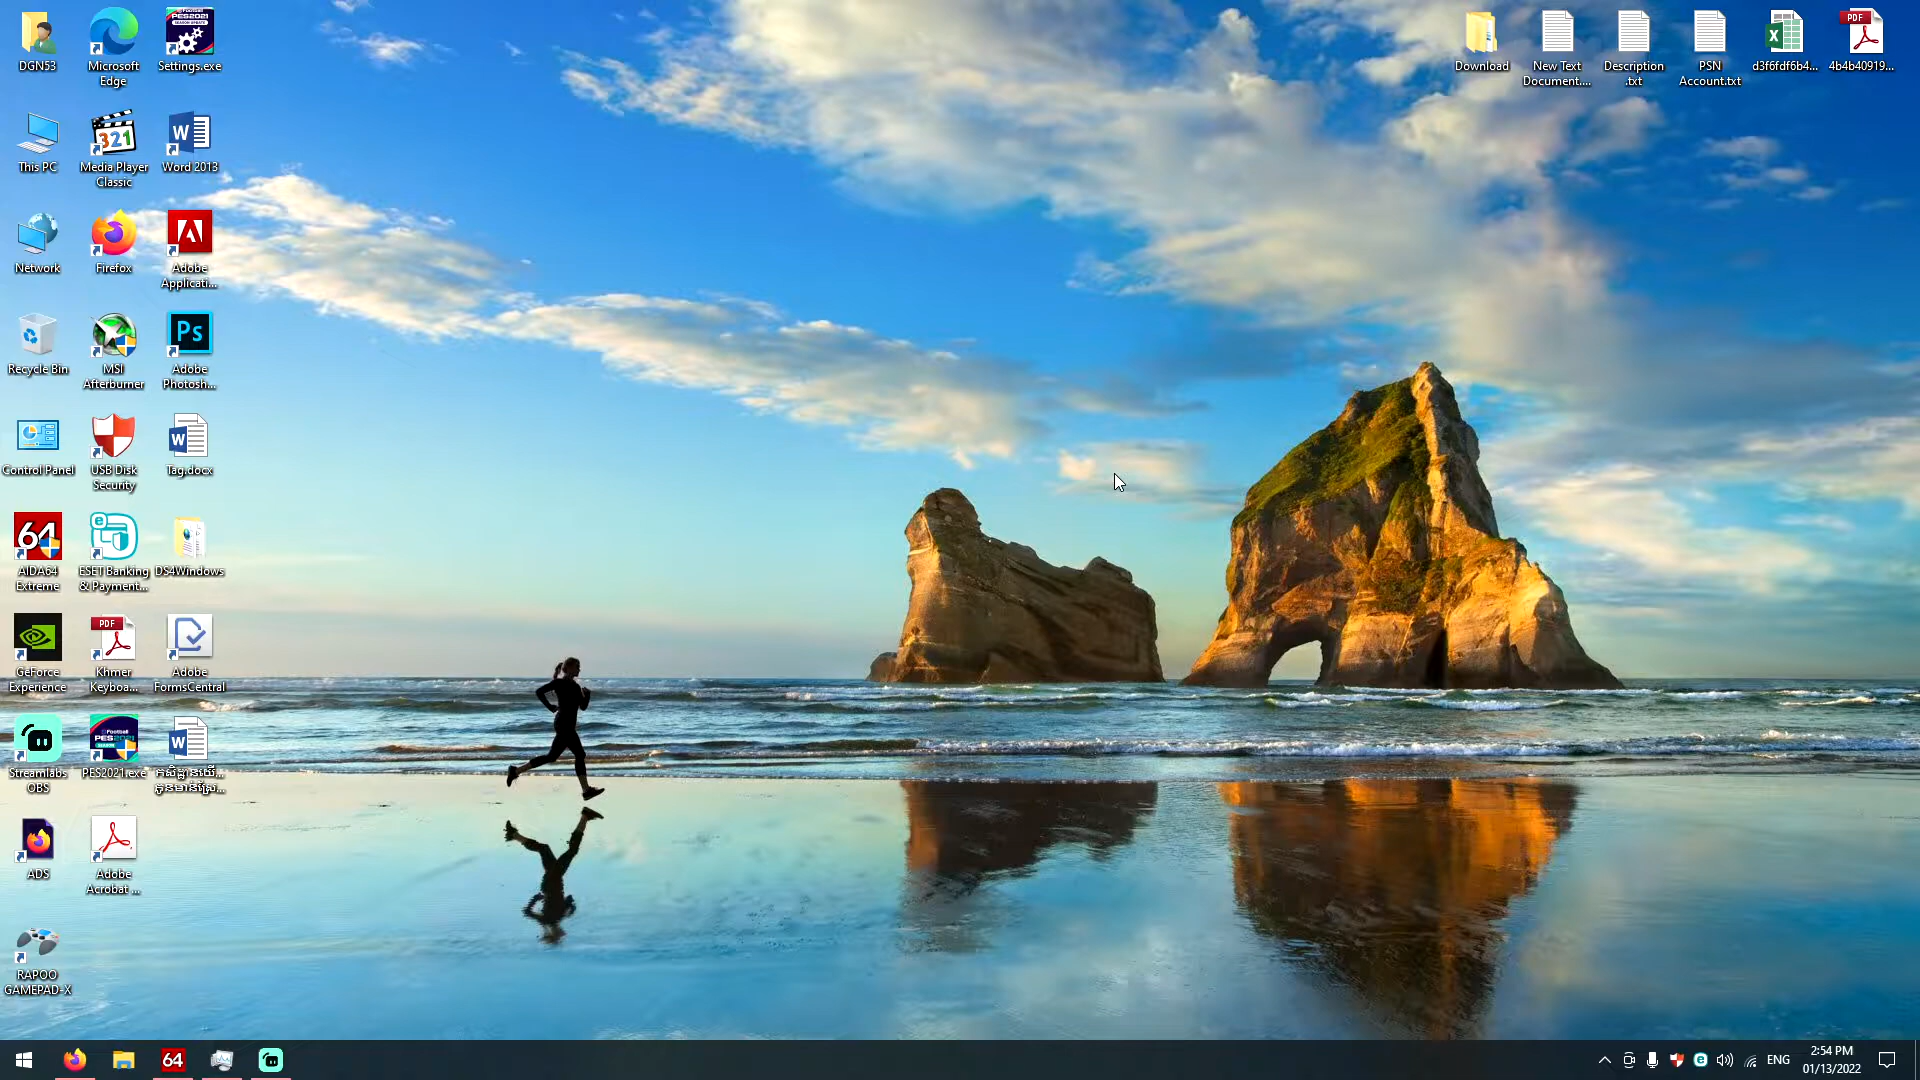 DGN53
Microsoft
Edge
Settings.exe
This PC
Media Player
Classic
Word 2013
Network
Firefox
Adobe
Applicati...
Recycle Bin
MSI
Afterburner
Adobe
Photosh...
Control Panel
USB Disk
Security
Tag.docx
AIDA64
Extreme
ESET Banking
& Payment...
DS4Windows
GeForce
Experience
Khmer
Keyboa...
Adobe
FormsCentral
Streamlabs
OBS
PES2021.exe
ADS
Adobe
Acrobat ...
RAPOO
GAMEPAD-X
Download
New Text
Document....
Description
.txt
PSN
Account.txt
d3f6fdf6b4...
4b4b40919...
ENG
2:54 PM
01/13/2022